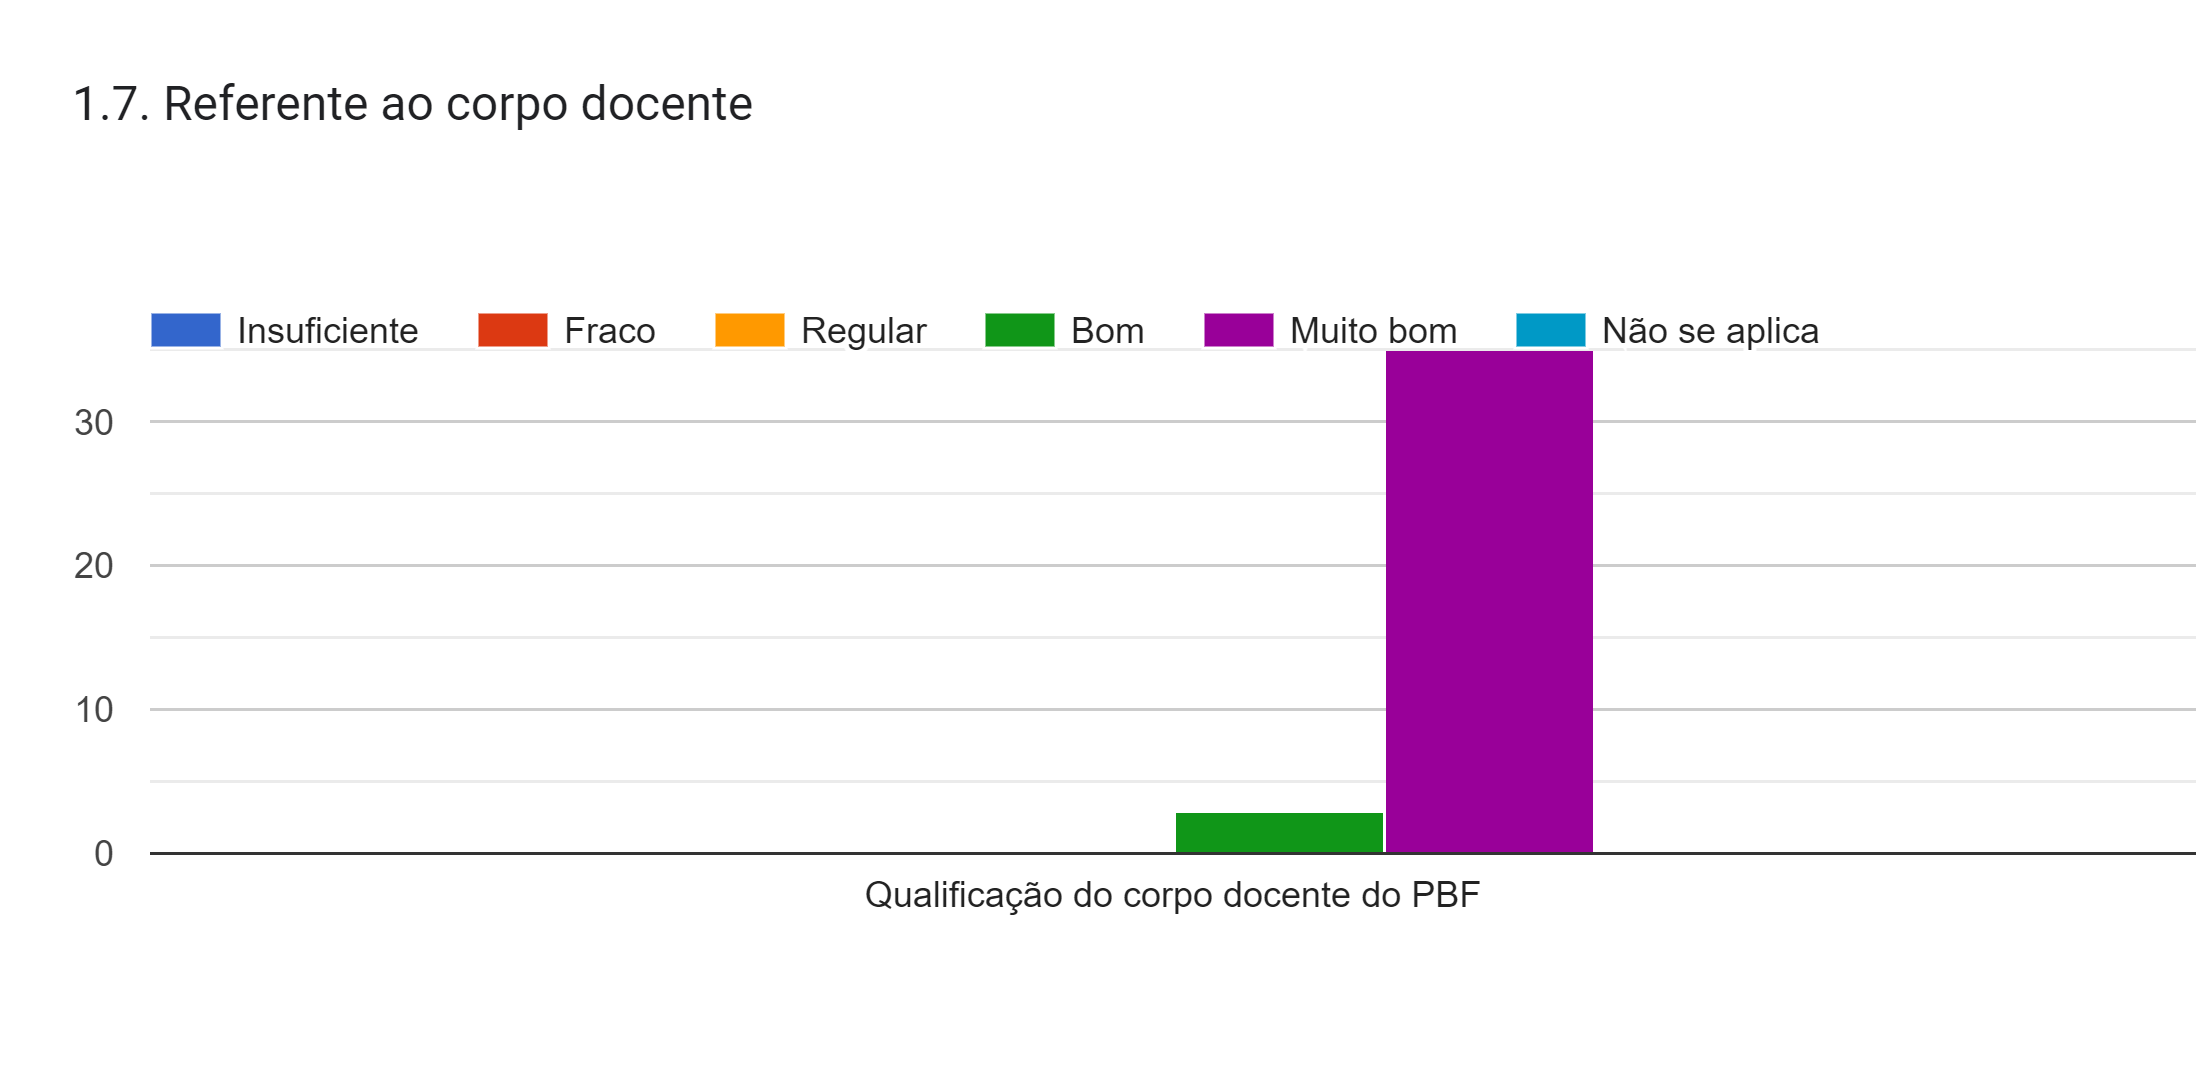 1.7. Referente ao corpo docente
Insuficiente Fraco Regular Bom Muito bom Não se aplica
30
20
10
0
Qualificação do corpo docente do PBF